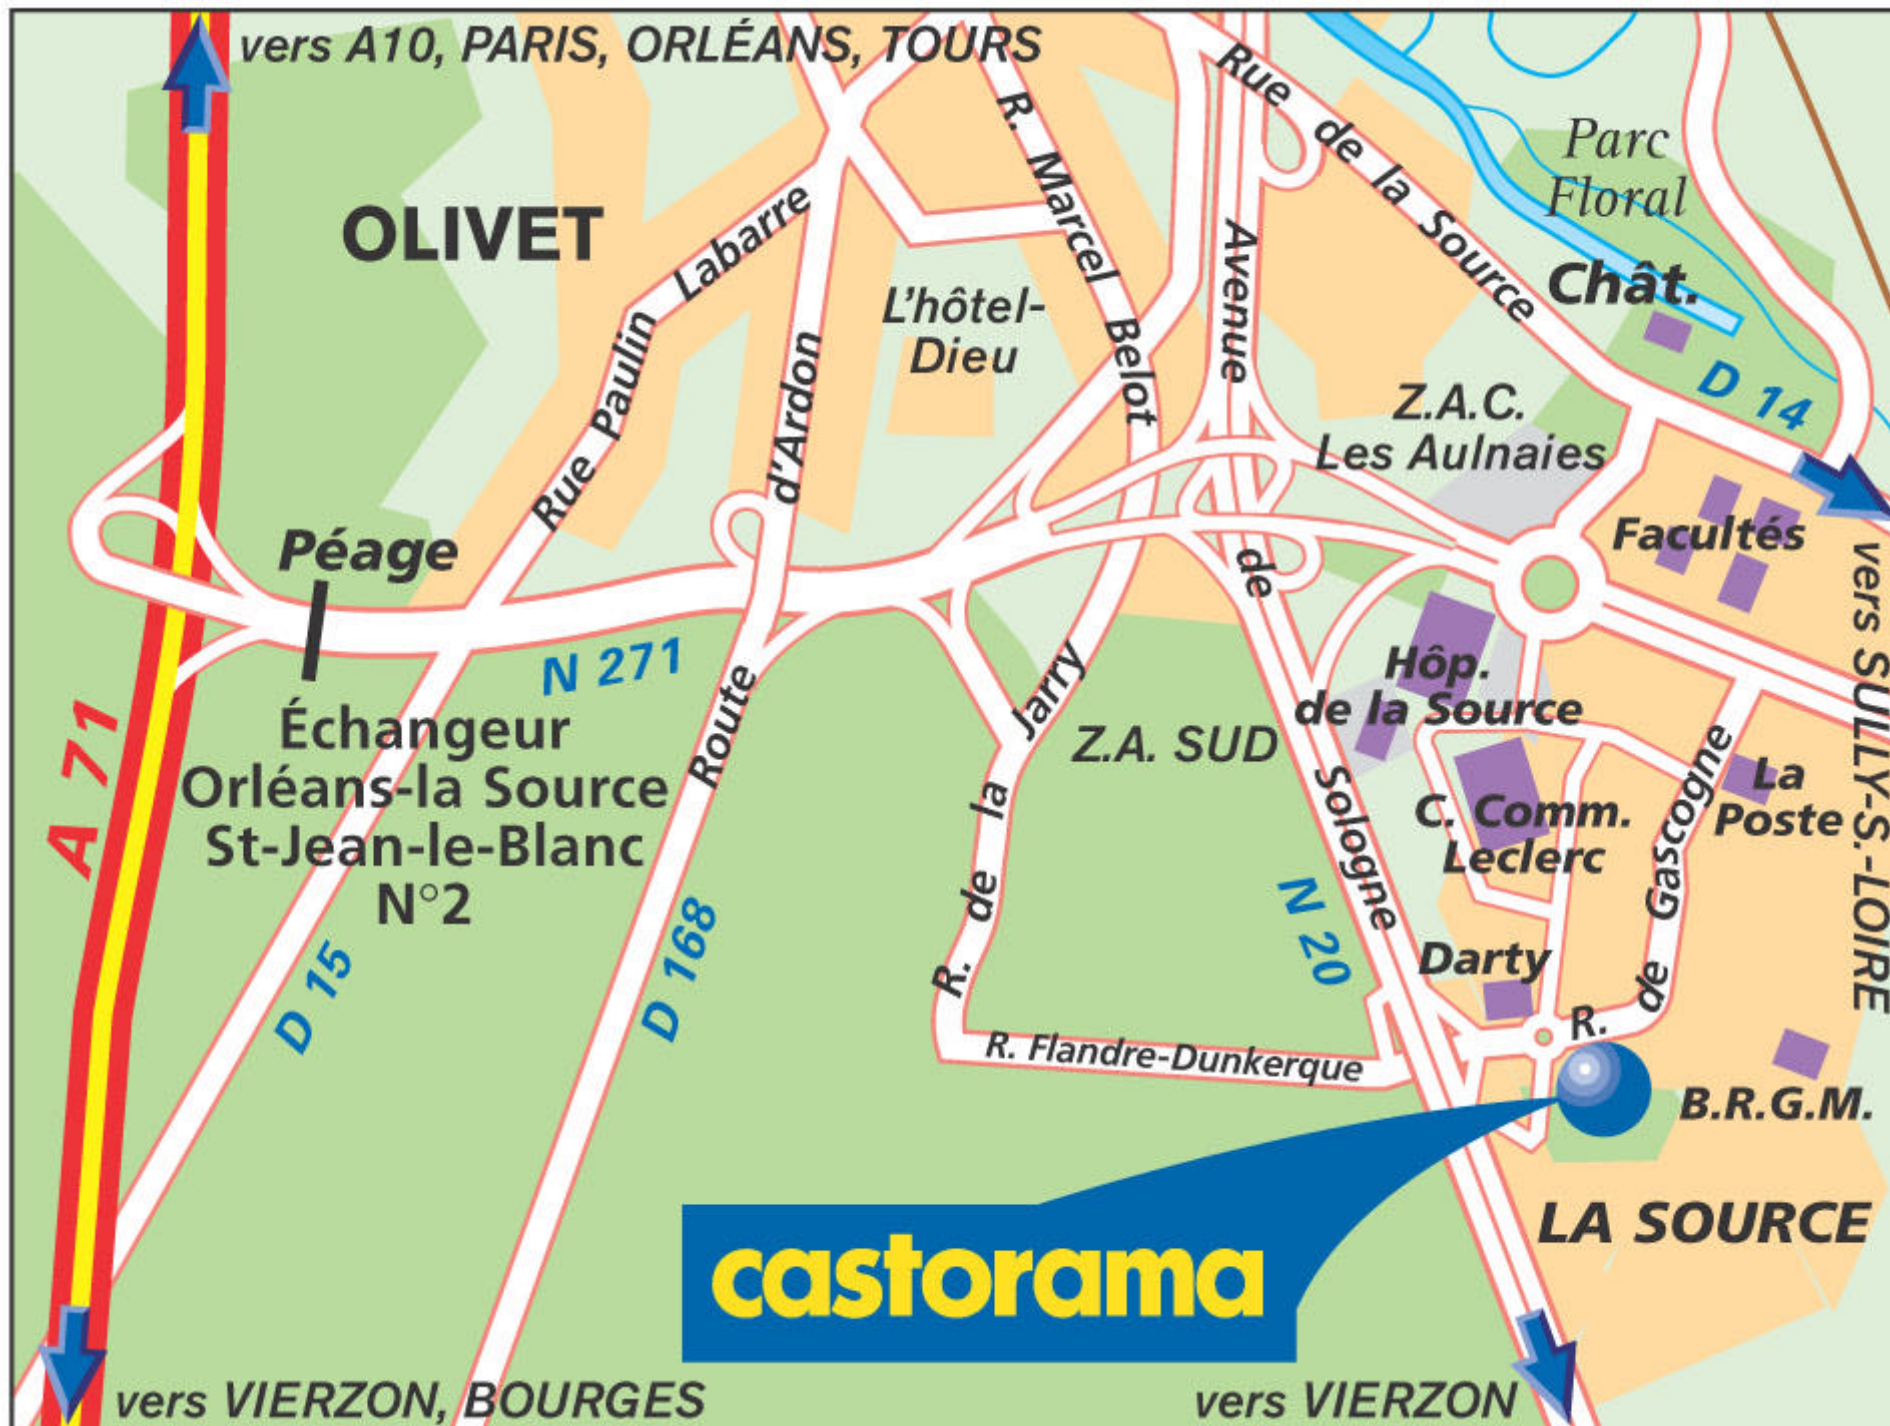 vers A10, PARIS, ORLÉANS, TOURS
Rue de la Source
R. Marcel Belot
Parc
Floral
OLIVET
Rue Paulin Labarre
Avenue de Sologne
Chât.
L'hôtel-
Dieu
D 14
Route d'Ardon
Z.A.C.
Les Aulnaies
Péage
Facultés
vers SULLY-S.-LOIRE
N 271
Hôp.
de la Source
A 71
Échangeur
Orléans-la Source
St-Jean-le-Blanc
N°2
R. de la Jarry
Z.A. SUD
La
Poste
C. Comm.
Leclerc
R. de Gascogne
N 20
Darty
D 15
D 168
R. Flandre-Dunkerque
B.R.G.M.
LA SOURCE
castorama
vers VIERZON, BOURGES
vers VIERZON